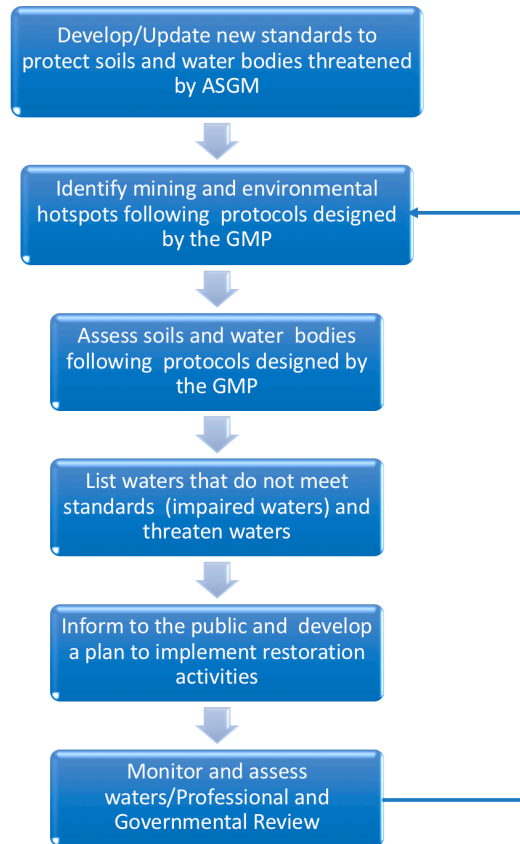 Develop/Update new standards to
protect soils and water bodies threatened
by ASGM
Identify mining and environmental
hotspots following protocols designed
by the GMP
Assess soils and water bodies
following protocols designed by
the GMP
List waters that do not meet
standards (impaired waters) and
threaten waters
Inform to the public and develop
a plan to implement restoration
activities
Monitor and assess
waters/Professional and
Governmental Review